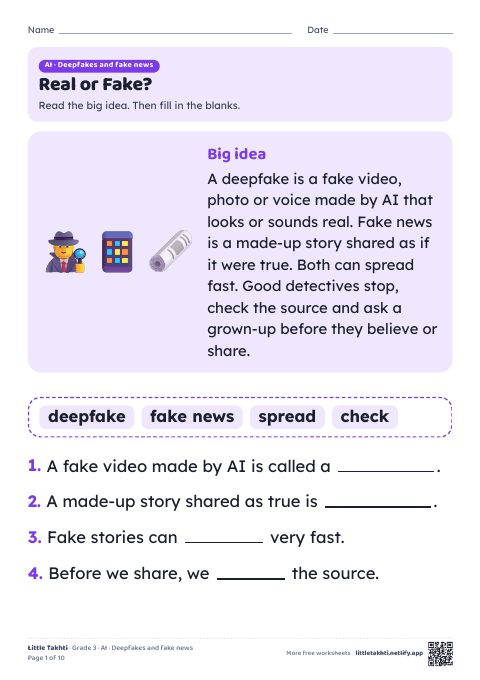 Name Date
AI · Deepfakes and fake news
Real or Fake?
Read the big idea. Then fill in the blanks.
Big idea
A deepfake is a fake video,
photo or voice made by AI that
looks or sounds real. Fake news
is a made-up story shared as if
it were true. Both can spread
fast. Good detectives stop,
check the source and ask a
grown-up before they believe or
share.
deepfake fake news spread check
1. A fake video made by AI is called a ___________.
2. A made-up story shared as true is ____________.
3. Fake stories can _________ very fast.
4. Before we share, we ________ the source.
Little Takhti · Grade 3 · AI · Deepfakes and fake news
Page 1 of 10
More free worksheets · littletakhti.netlify.app